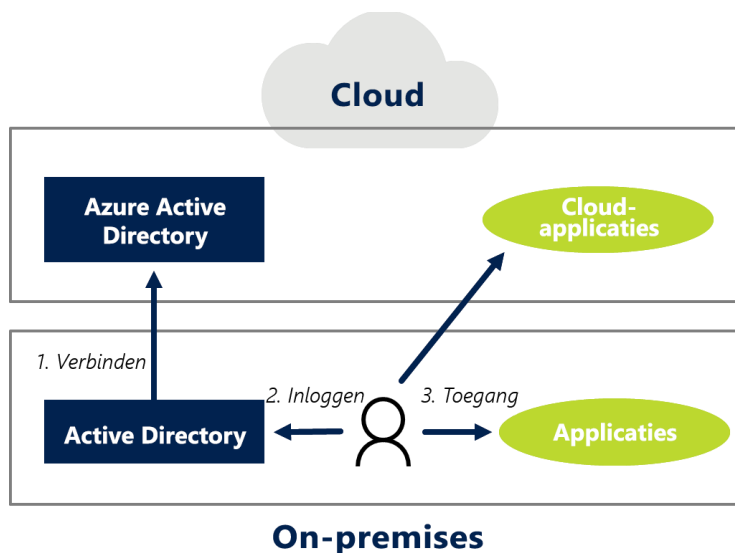 Cloud
Azure Active
Directory
Cloud-
applicaties
1. Verbinden
2. Inloggen
3. Toegang
Active Directory
Applicaties
On-premises